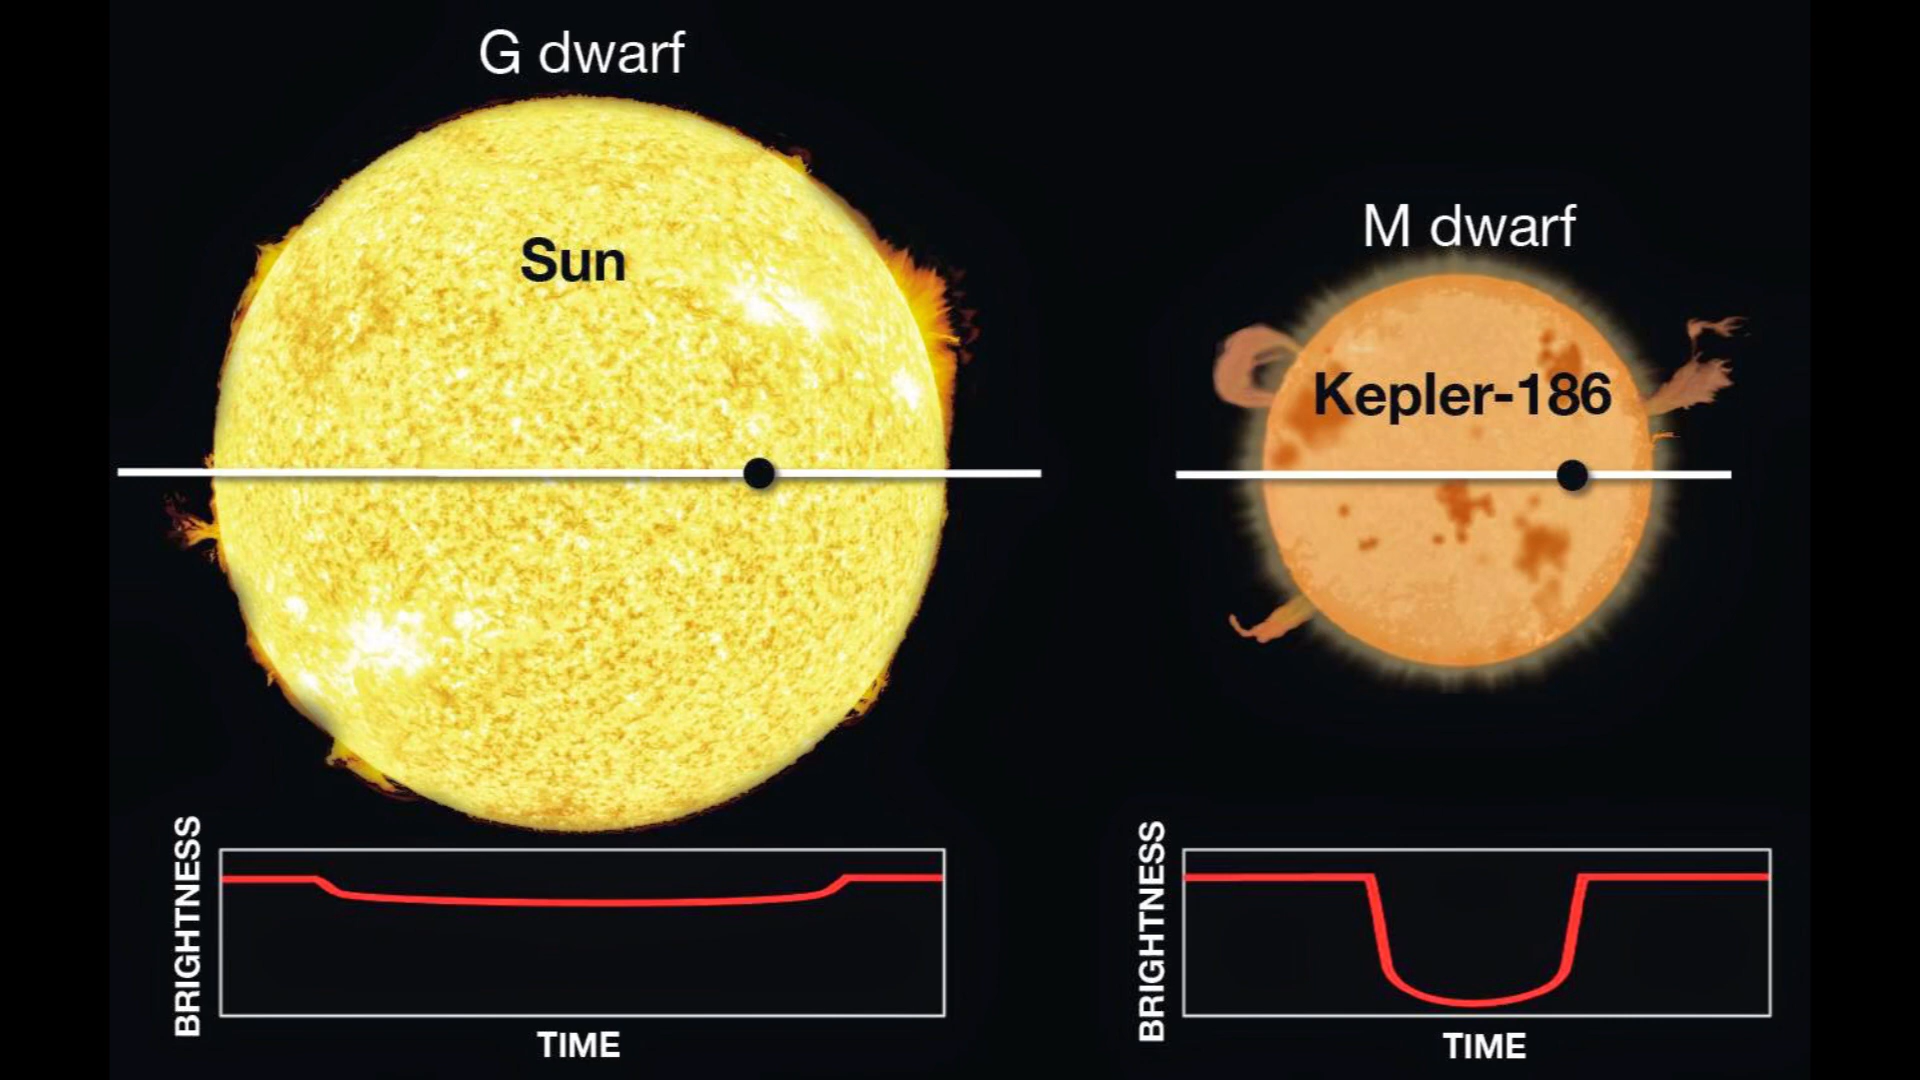 G dwarf
Sun
BRIGHTNESS
TIME
M dwarf
Kepler-186
BRIGHTNESS
TIME